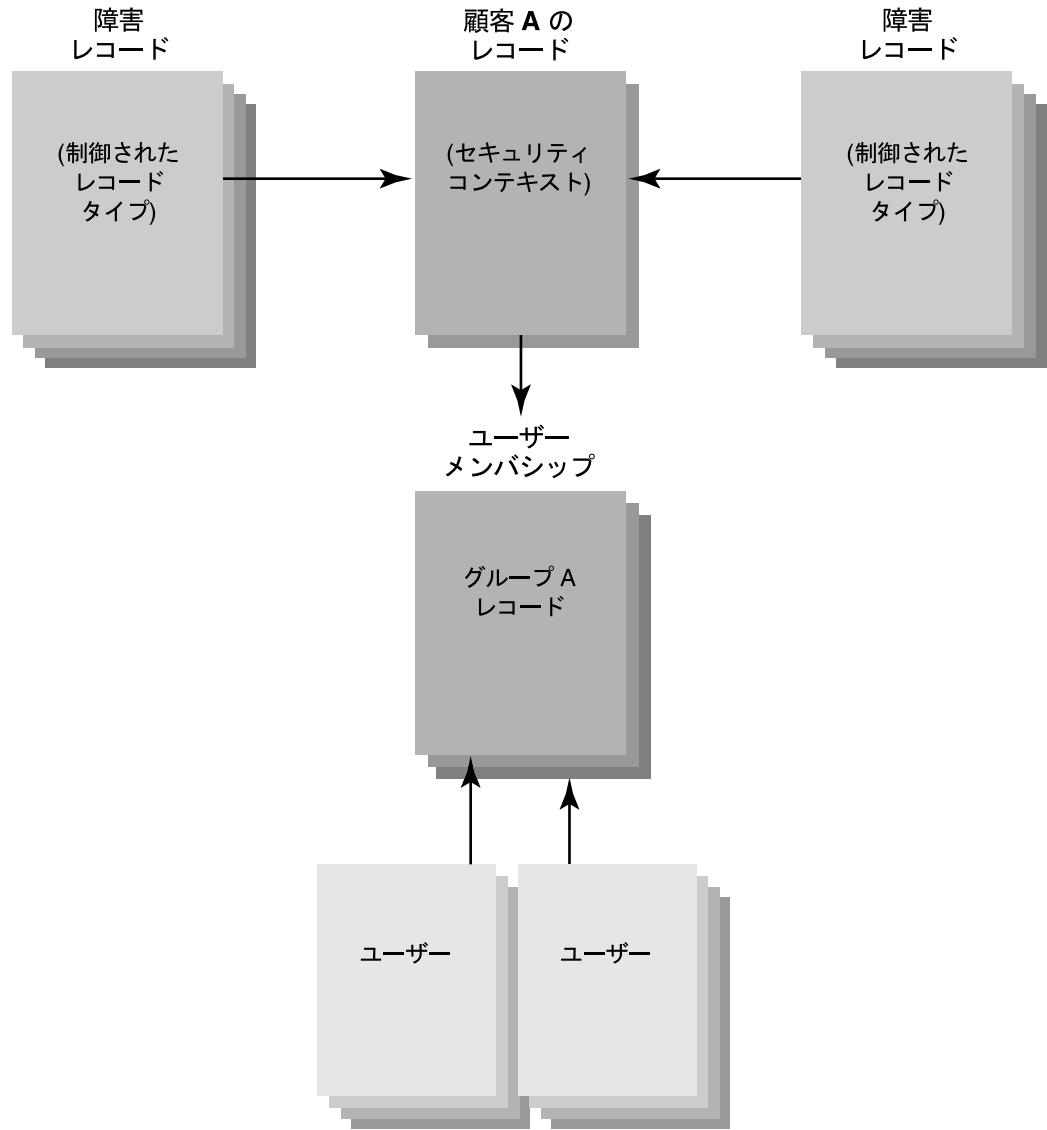 障害
レコード
顧客 A の
レコード
障害
レコード
(制御された
レコード
タイプ)
(セキュリティ
コンテキスト)
(制御された
レコード
タイプ)
ユーザー
メンバシップ
グループ A
レコード
ユーザー
ユーザー